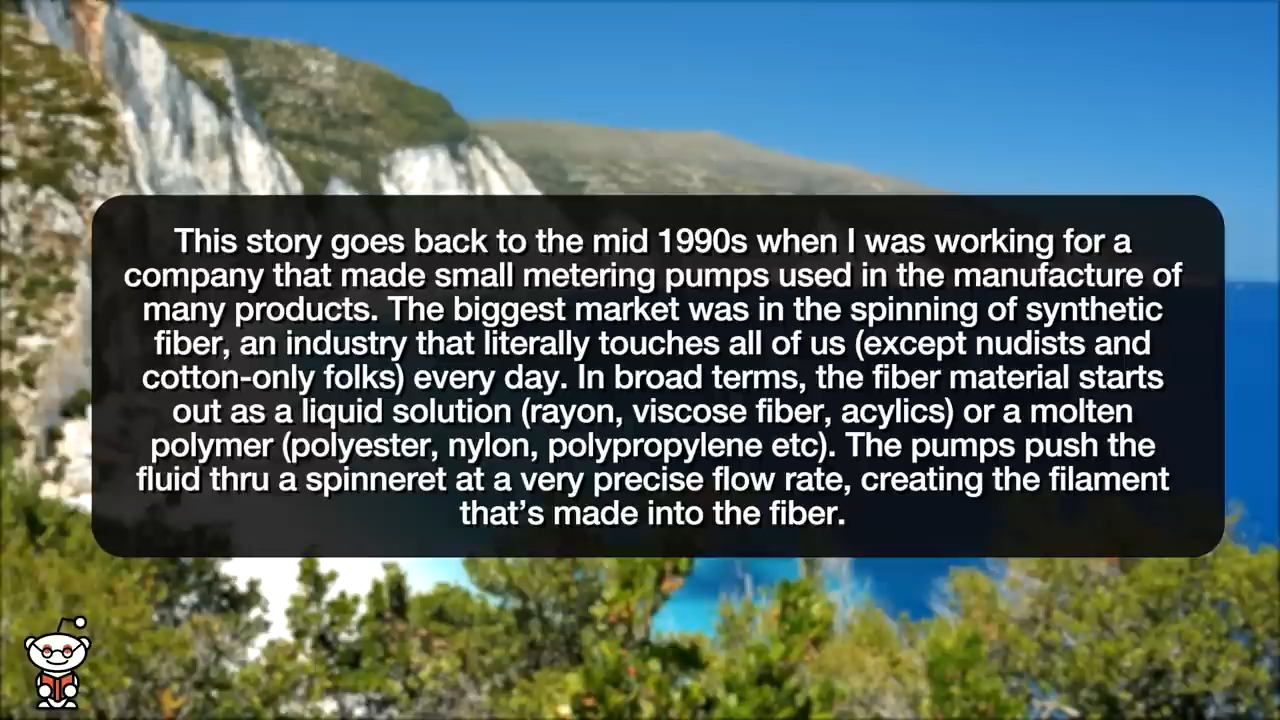 This story goes back to the mid 1990s when I was working for a
company that made small metering pumps used in the manufacture of
many products. The biggest market was in the spinning of synthetic
fiber, an industry that literally touches all of us (except nudists and
cotton-only folks) every day. In broad terms, the fiber material starts
out as a liquid solution (rayon, viscose fiber, acylics) or a molten
polymer (polyester, nylon, polypropylene etc). The pumps push the
fluid thru a spinneret at a very precise flow rate, creating the filament
that’s made into the fiber.